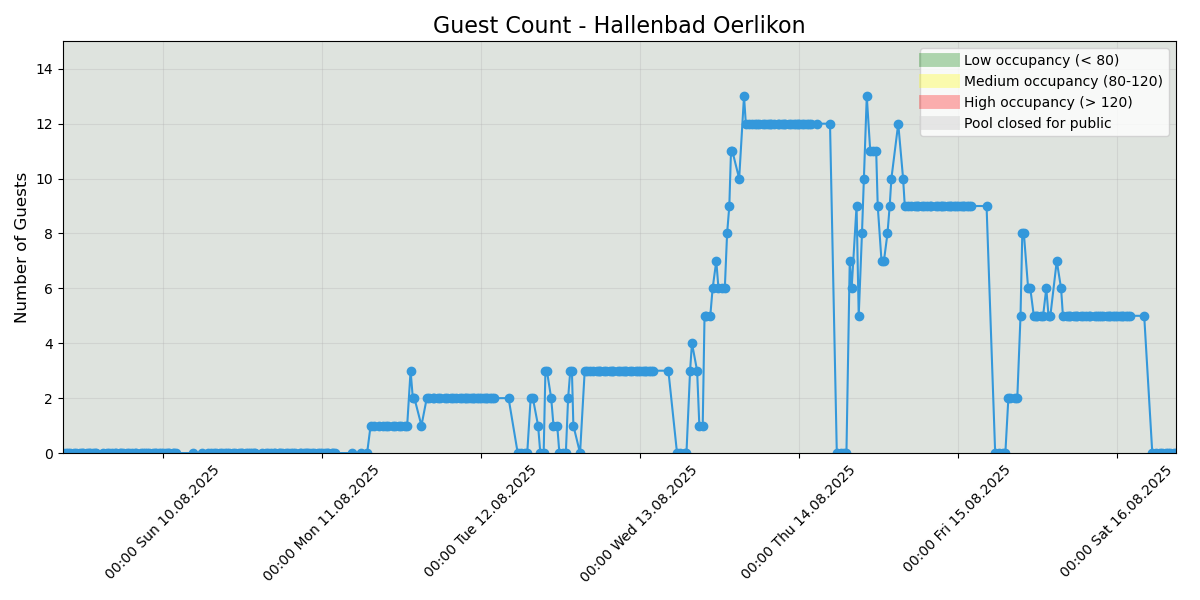 Guest Count - Hallenbad Oerlikon
Low occupancy (< 80)
Medium occupancy (80-120)
High occupancy (> 120)
Pool closed for public
Number of Guests
14
12
10
8
6
4
2
0
00:00 Sun 10.08.2025
00:00 Mon 11.08.2025
00:00 Tue 12.08.2025
00:00 Wed 13.08.2025
00:00 Thu 14.08.2025
00:00 Fri 15.08.2025
00:00 Sat 16.08.2025